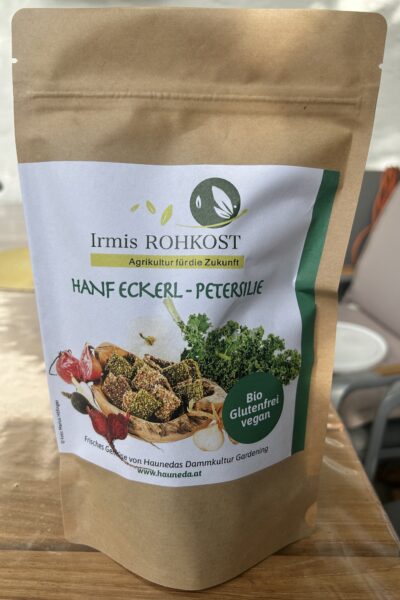 Irmis ROHKOST
Agrikultur für die Zukunft
HANF ECKERL - PETERSILIE
Bio
Glutenfrei
vegan
Frisches Gemüse von Haunedas Dammkultur Gardening
www.hauneda.at